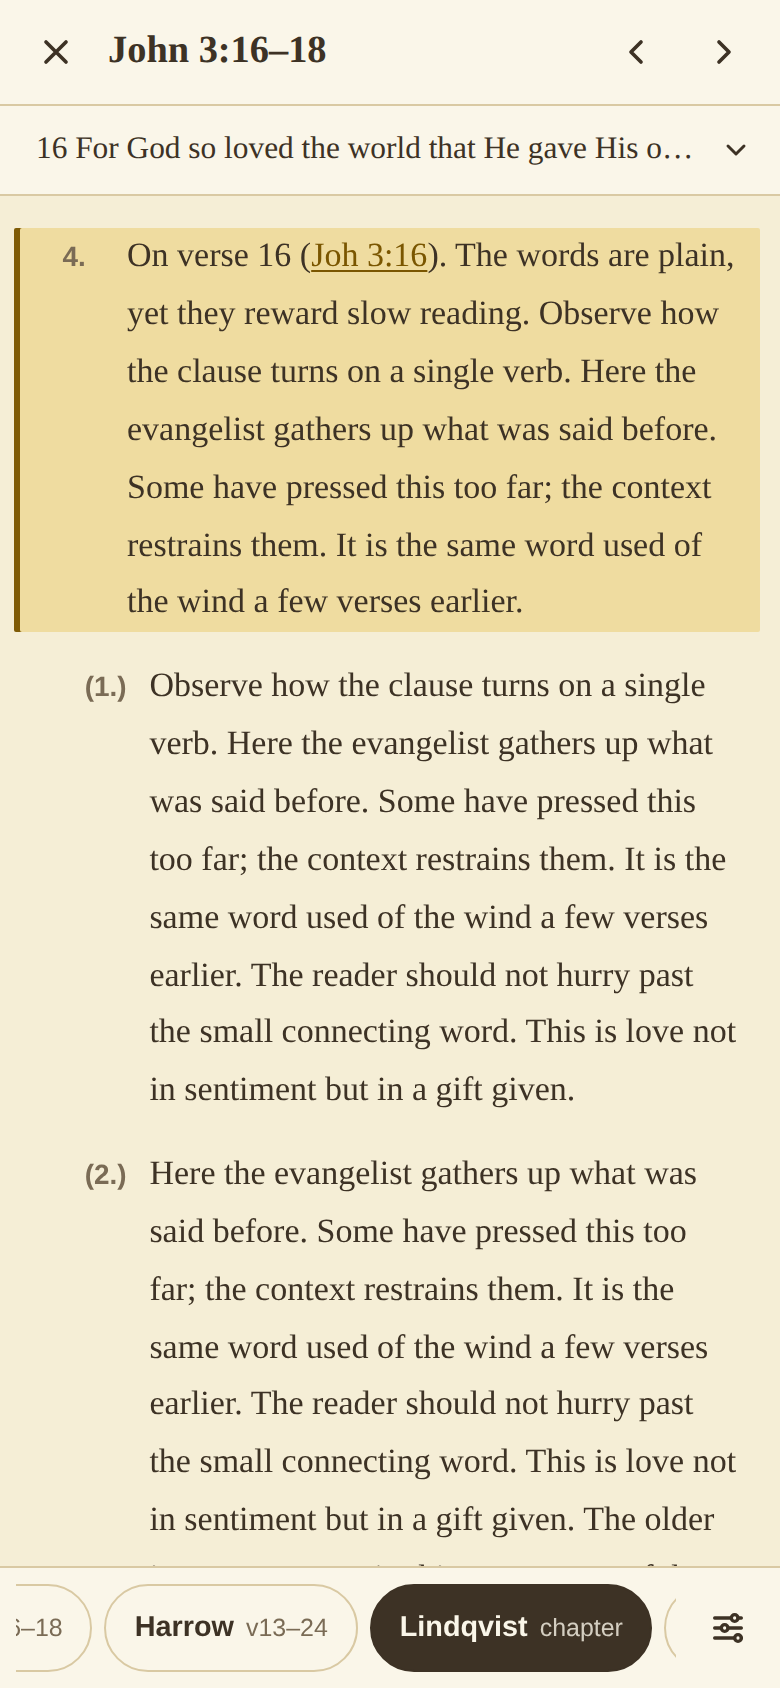 John 3:16–18
16 For God so loved the world that He gave His o…
4. On verse 16 (Joh 3:16). The words are plain,
yet they reward slow reading. Observe how
the clause turns on a single verb. Here the
evangelist gathers up what was said before.
Some have pressed this too far; the context
restrains them. It is the same word used of
the wind a few verses earlier.
(1.) Observe how the clause turns on a single
verb. Here the evangelist gathers up what
was said before. Some have pressed this
too far; the context restrains them. It is the
same word used of the wind a few verses
earlier. The reader should not hurry past
the small connecting word. This is love not
in sentiment but in a gift given.
(2.) Here the evangelist gathers up what was
said before. Some have pressed this too
far; the context restrains them. It is the
same word used of the wind a few verses
earlier. The reader should not hurry past
the small connecting word. This is love not
in sentiment but in a gift given. The older
–18 Harrow v13–24 Lindqvist chapter